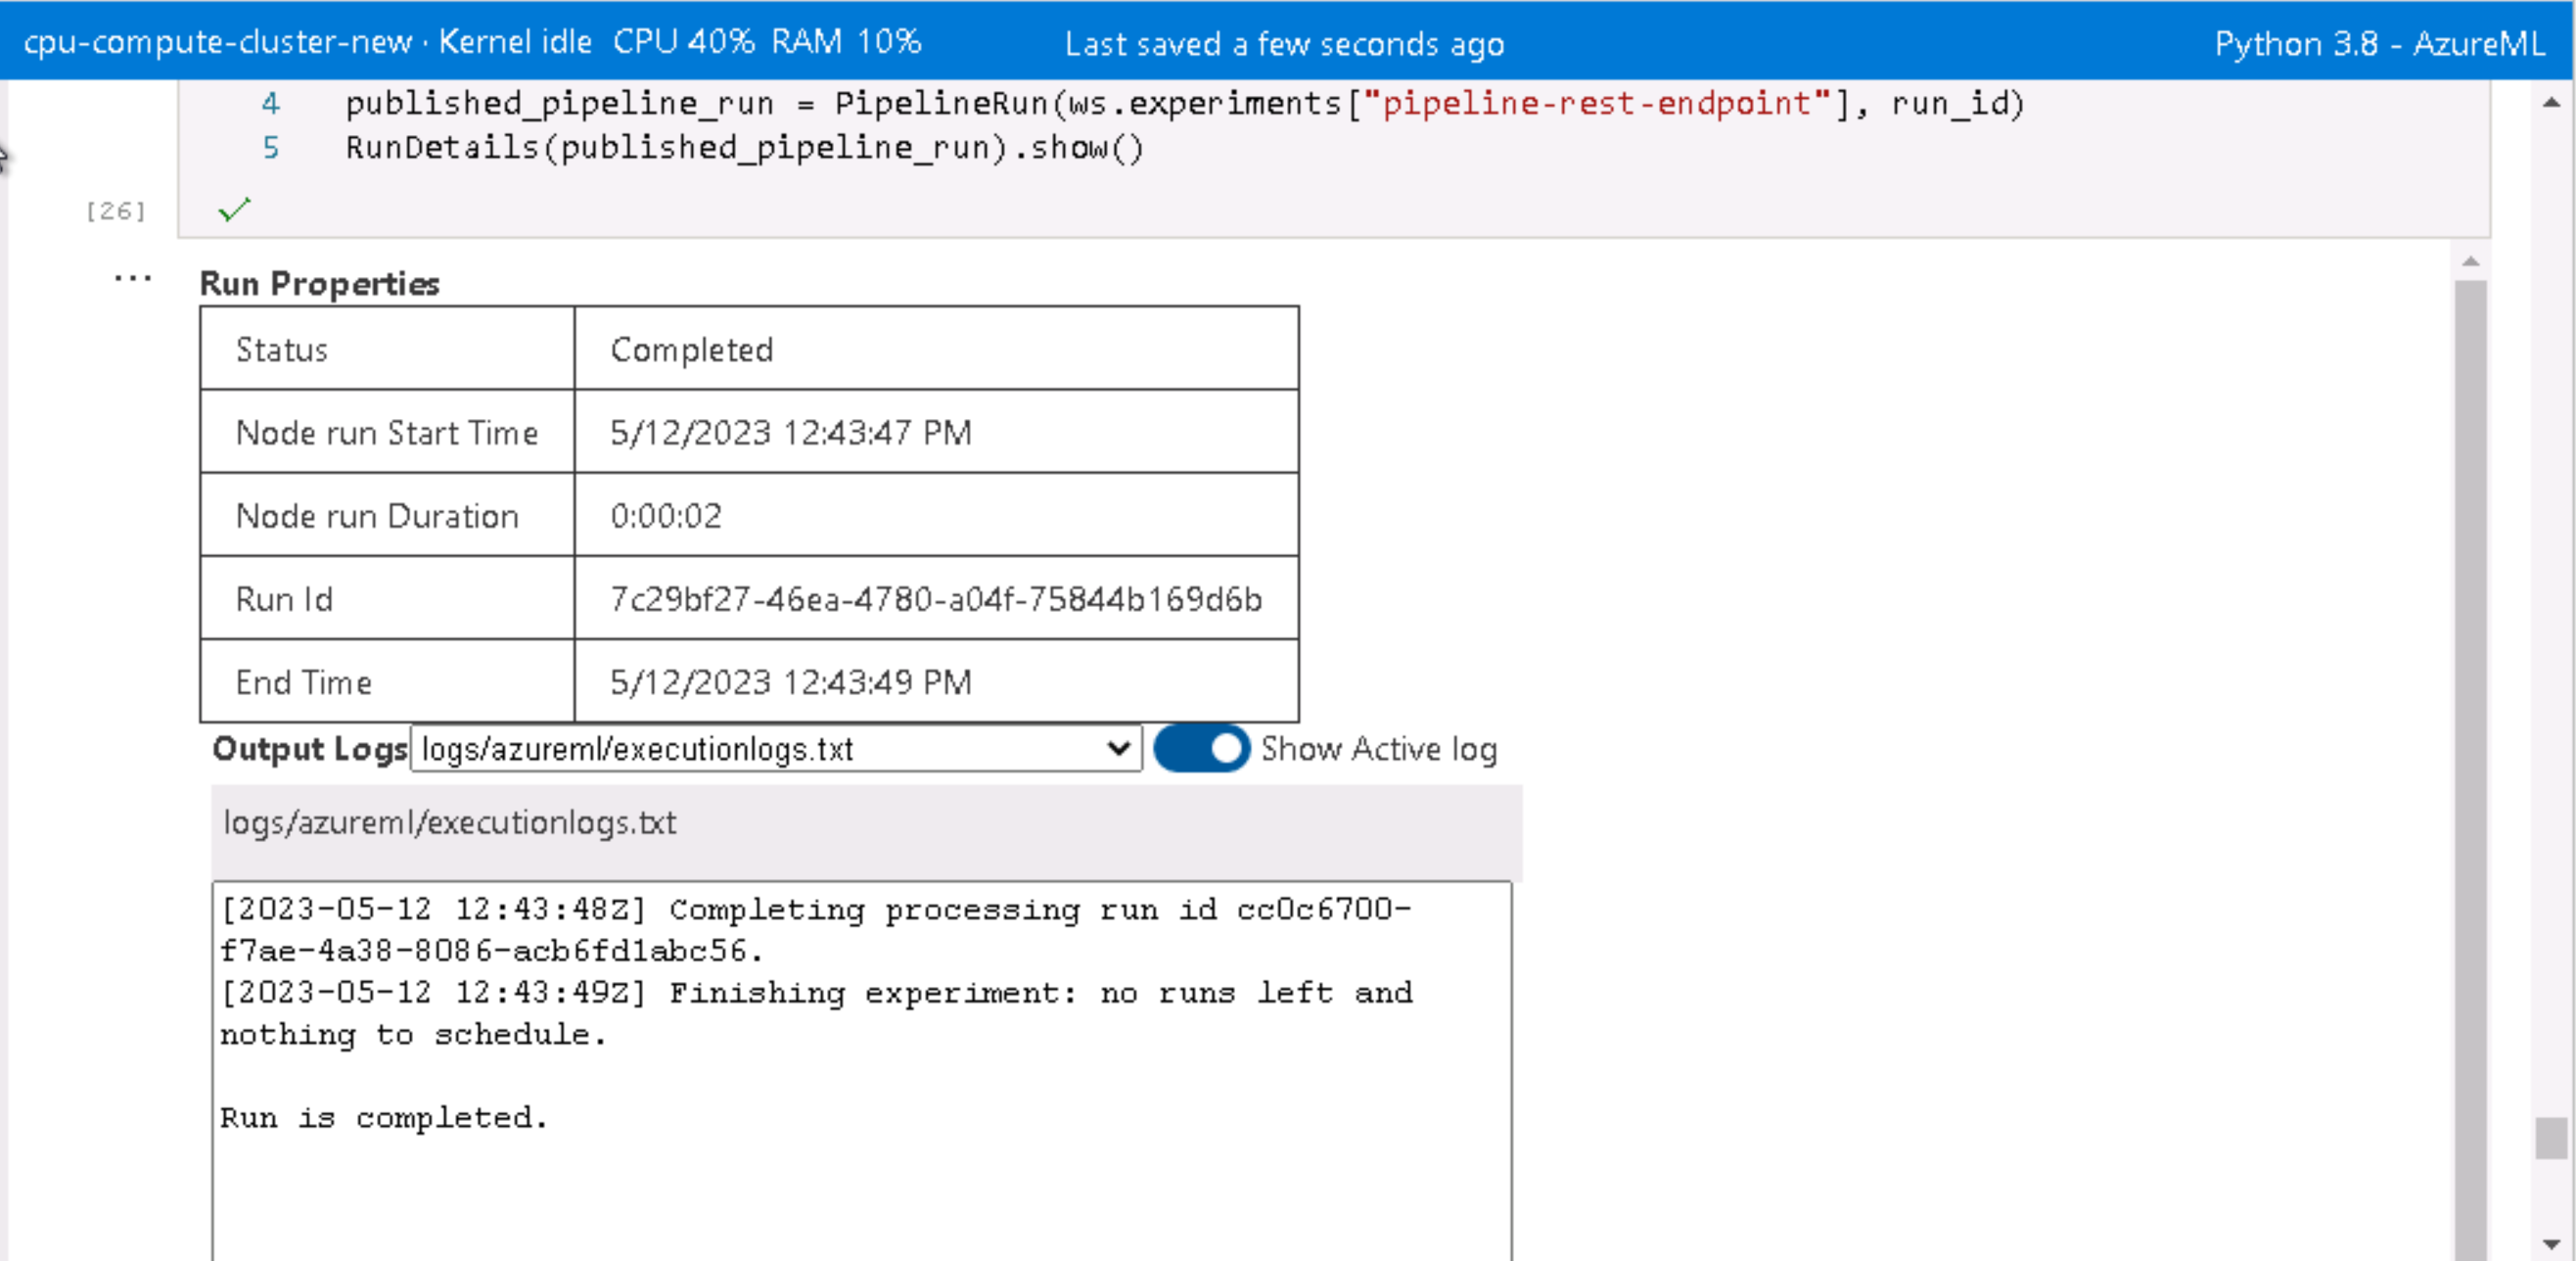 cpu-compute-cluster-new · Kernel idle CPU 40% RAM 10% Last saved a few seconds ago Python 3.8 - AzureML
4 published_pipeline_run = PipelineRun(ws.experiments["pipeline-rest-endpoint"], run_id)
5 RunDetails(published_pipeline_run).show()
[26]
Run Properties
Status Completed
Node run Start Time 5/12/2023 12:43:47 PM
Node run Duration 0:00:02
Run Id 7c29bf27-46ea-4780-a04f-75844b169d6b
End Time 5/12/2023 12:43:49 PM
Output Logs logs/azureml/executionlogs.txt Show Active log
logs/azureml/executionlogs.txt
[2023-05-12 12:43:48Z] Completing processing run id cc0c6700-
f7ae-4a38-8086-acb6fd1abc56.
[2023-05-12 12:43:49Z] Finishing experiment: no runs left and
nothing to schedule.
Run is completed.